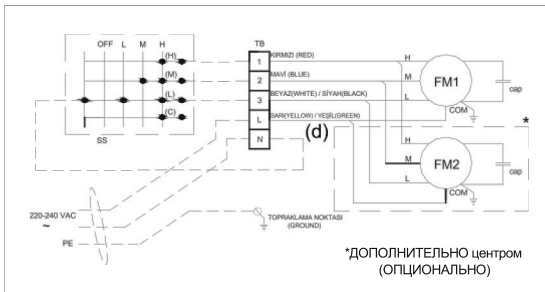 OFF L M H
TB
(H)
(M)
(L)
(C)
SS
1
2
3
L
N
KIRMIZI (RED)
MAVİ (BLUE)
BEYAZ(WHITE) / SİYAH(BLACK)
SARI(YELLOW) / YEŞİL(GREEN)
(d)
H
M
L
FM1
COM
cap
*
H
M
L
FM2
COM
cap
220-240 VAC
~
PE
TOPRAKLAMA NOKTASI
(GROUND)
*ДОПОЛНИТЕЛЬНО центром
(ОПЦИОНАЛЬНО)